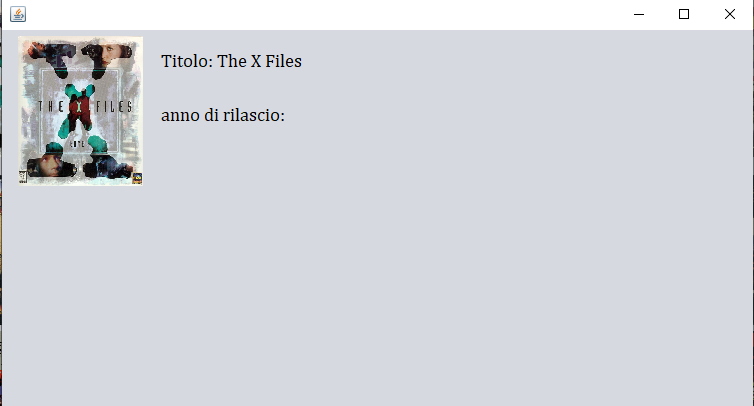 Titolo: The X Files
anno di rilascio:
THE X FILES